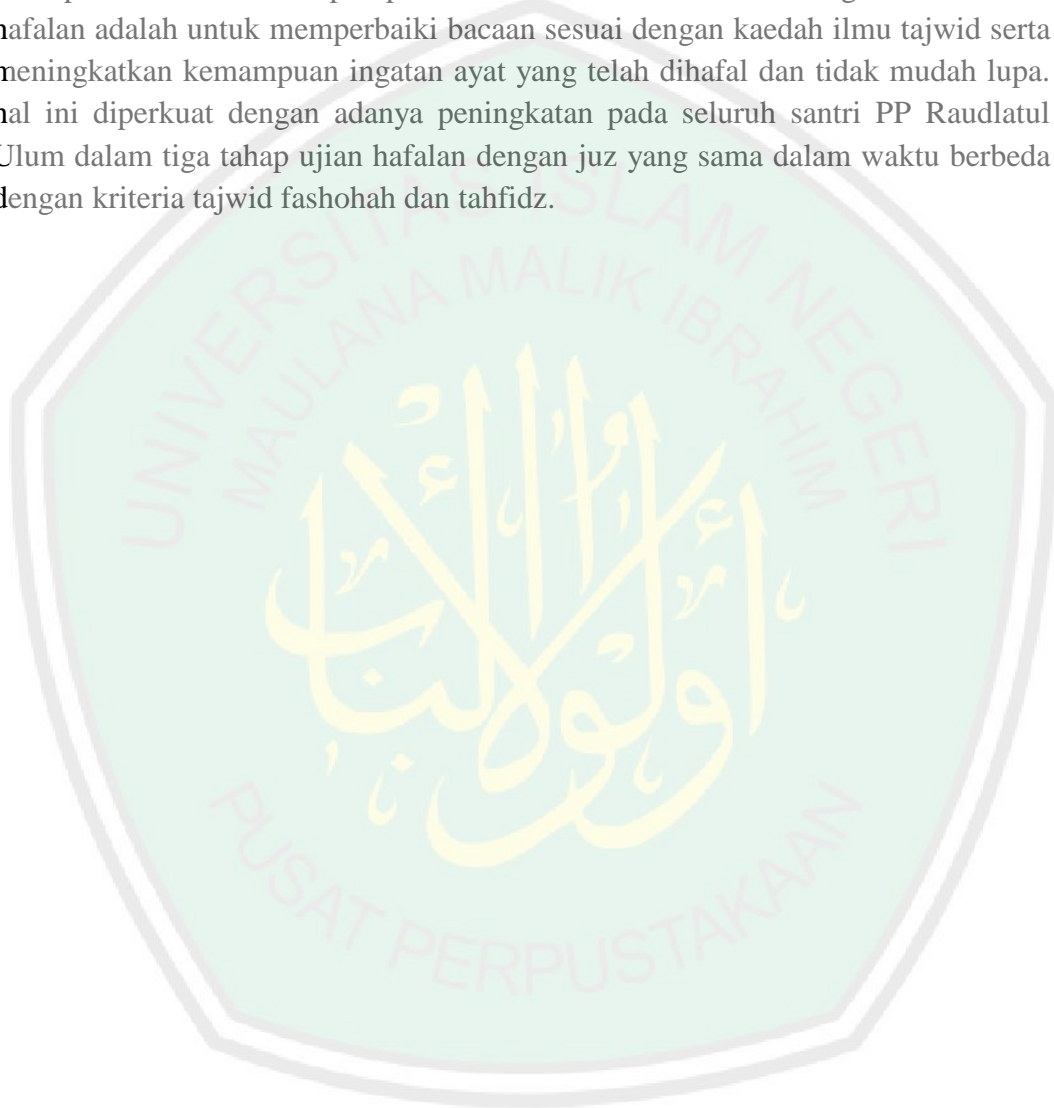 hafalan adalah untuk memperbaiki bacaan sesuai dengan kaedah ilmu tajwid serta
meningkatkan kemampuan ingatan ayat yang telah dihafal dan tidak mudah lupa.
hal ini diperkuat dengan adanya peningkatan pada seluruh santri PP Raudlatul
Ulum dalam tiga tahap ujian hafalan dengan juz yang sama dalam waktu berbeda
dengan kriteria tajwid fashohah dan tahfidz.
UNIVERSITAS ISLAM NEGERI
MAULANA MALIK IBRAHIM
أولوا الألباب
PUSAT PERPUSTAKAAN